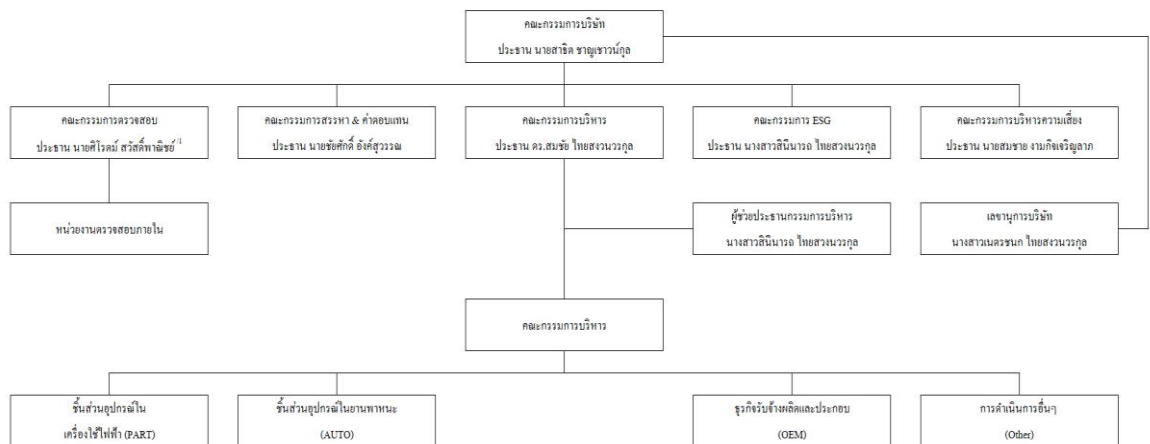 คณะกรรมการบริษัท
ประธาน นายสาธิต ชาญเชาวน์กุล
คณะกรรมการตรวจสอบ
ประธาน นายศิโรตม์ สวัสดิ์พาณิชย์/1
คณะกรรมการสรรหา & ค่าตอบแทน
ประธาน นายชัยศักดิ์ อังค์สุวรรณ
คณะกรรมการบริหาร
ประธาน ดร.สมชัย ไทยสงวนวรกุล
คณะกรรมการ ESG
ประธาน นางสาวสินีนารถ ไทยสวงนวรกุล
คณะกรรมการบริหารความเสี่ยง
ประธาน นายสมชาย งามกิจเจริญลาภ
หน่วยงานตรวจสอบภายใน
ผู้ช่วยประธานกรรมการบริหาร
นางสาวสินีนารถ ไทยสวงนวรกุล
เลขานุการบริษัท
นางสาวเนตรชนก ไทยสงวนวรกุล
คณะกรรมการบริหาร
ชิ้นส่วนอุปกรณ์ใน
เครื่องใช้ไฟฟ้า (PART)
ชิ้นส่วนอุปกรณ์ในยานพาหนะ
(AUTO)
ธุรกิจรับจ้างผลิตและประกอบ
(OEM)
การดำเนินการอื่นๆ
(Other)